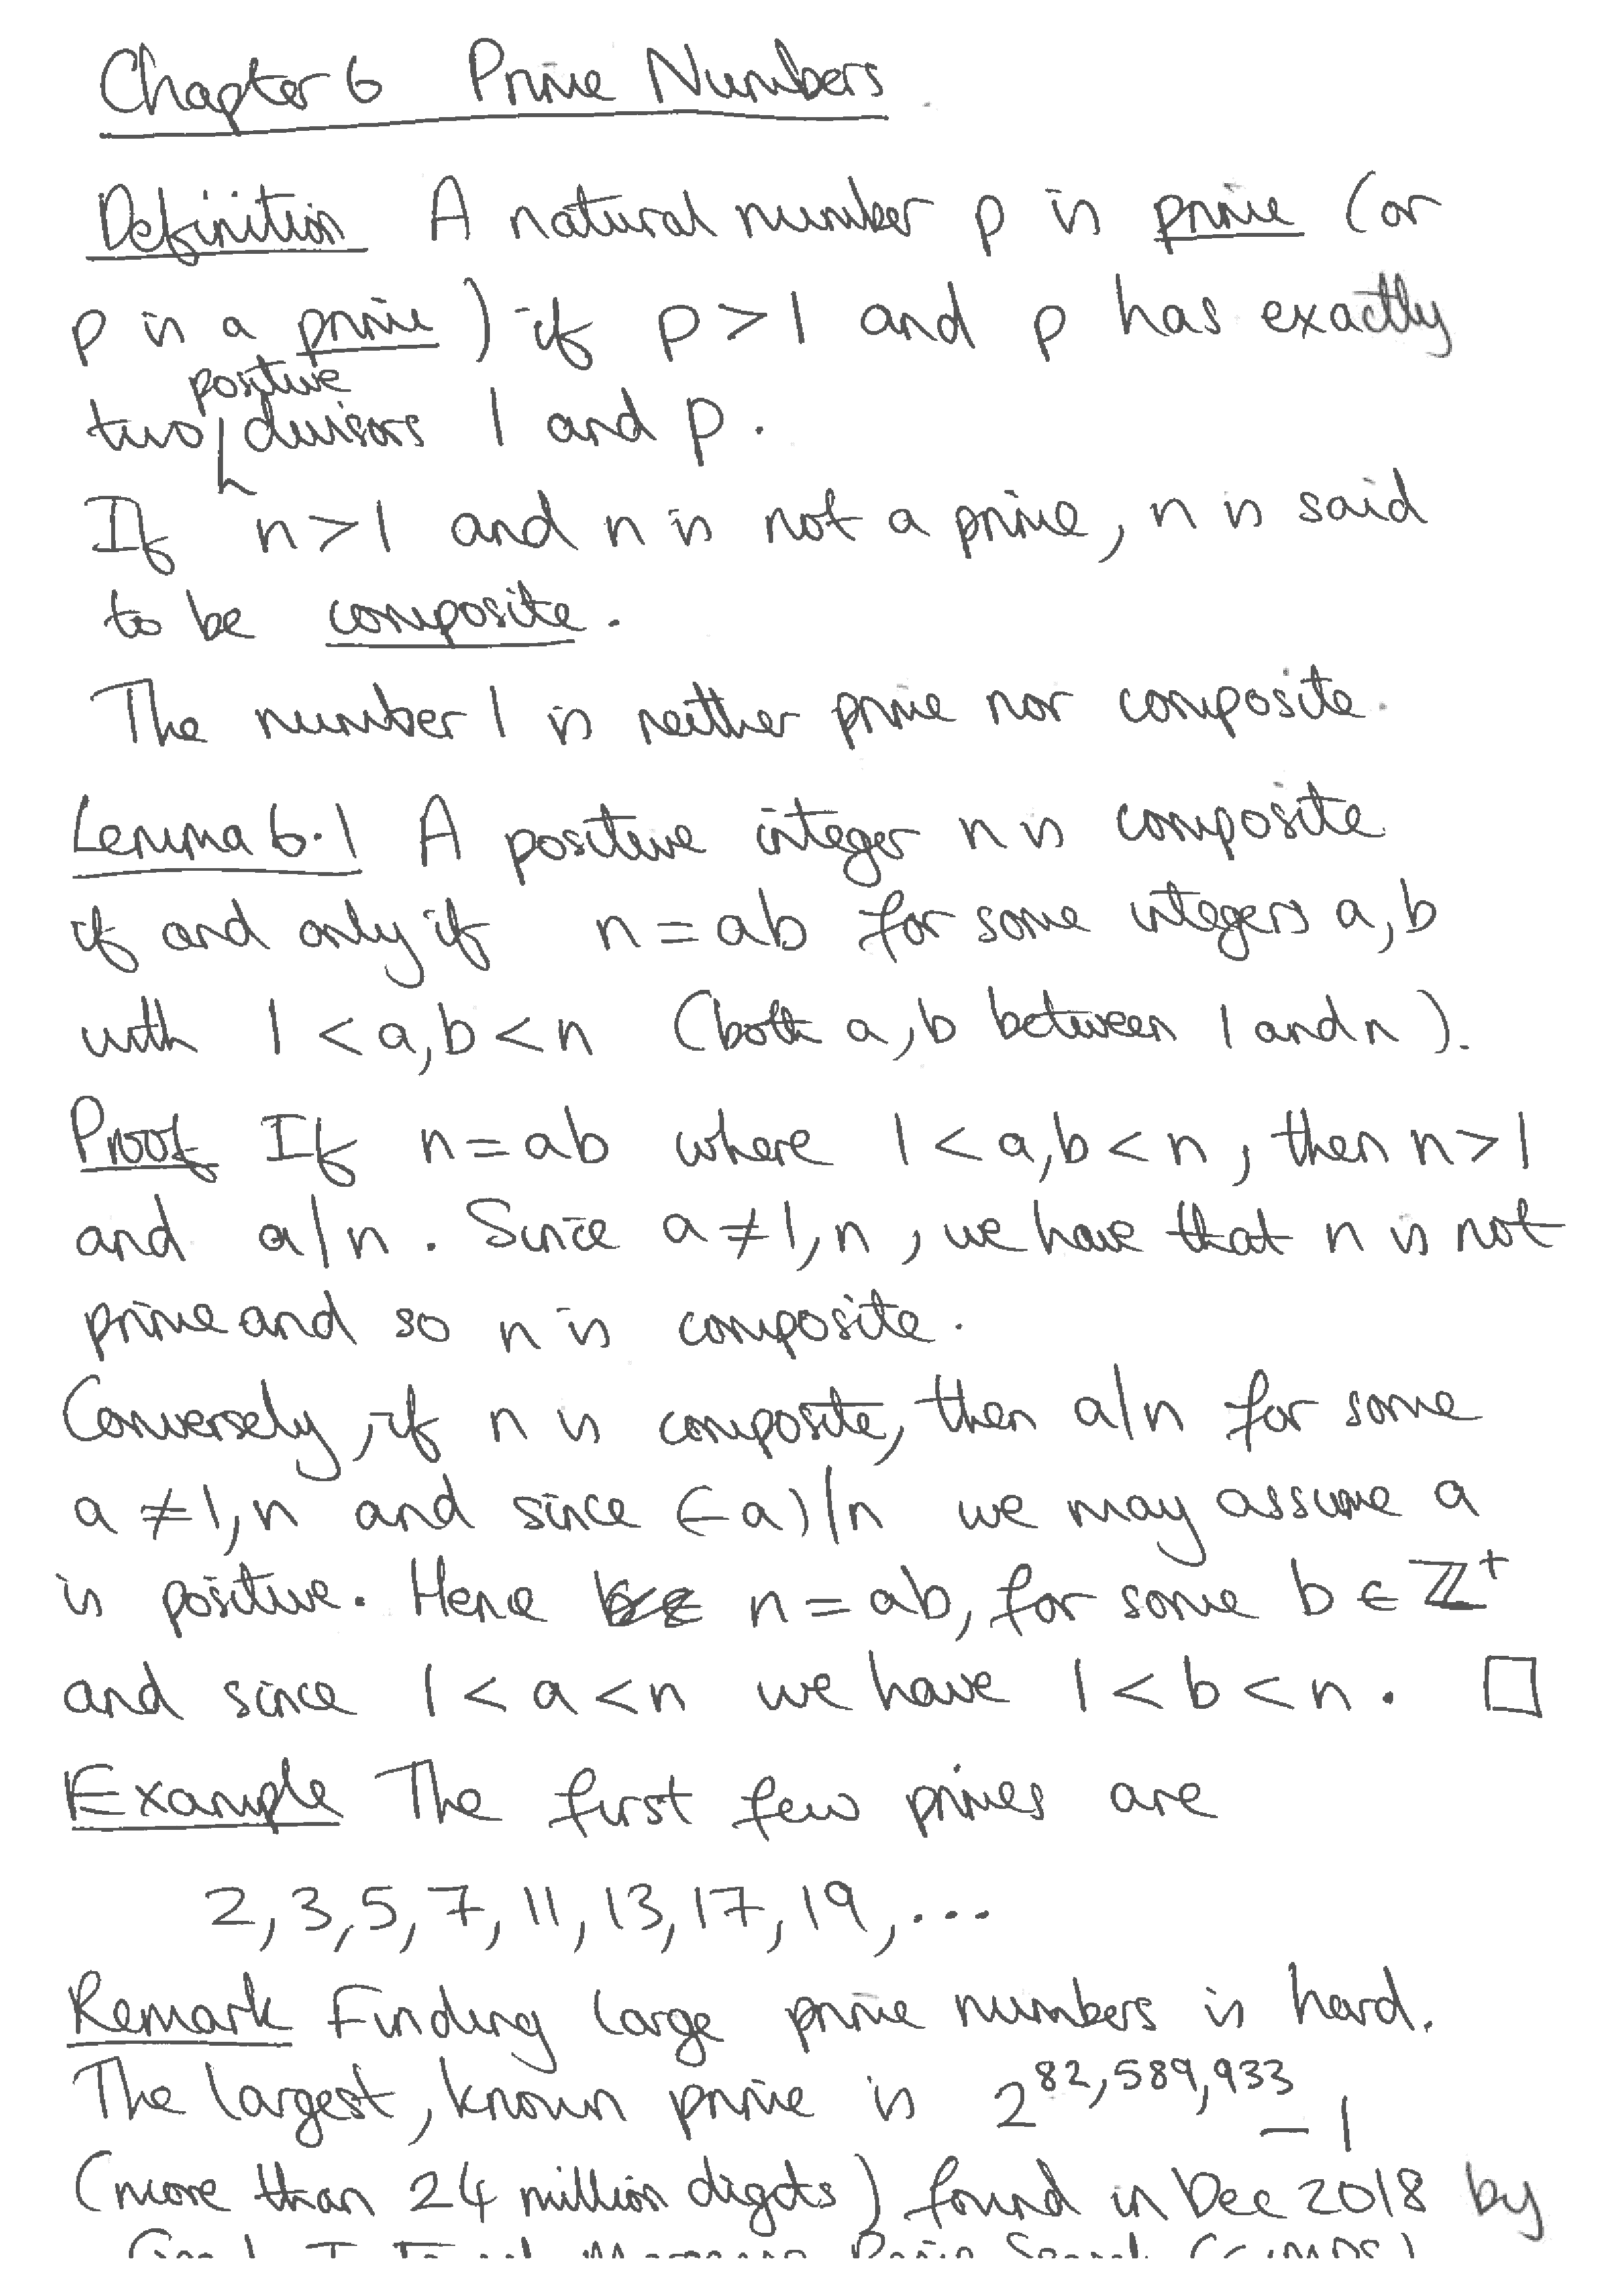 Chapter 6 Prime Numbers
Definition A natural number p is prime (or
p is a prime) if p > 1 and p has exactly
positive
two divisors 1 and p.
If n > 1 and n is not a prime, n is said
to be composite.
The number 1 is neither prime nor composite.
Lemma 6.1 A positive integer n is composite
if and only if n = ab for some integers a, b
with 1 < a, b < n (both a, b between 1 and n).
Proof If n = ab where 1 < a, b < n, then n > 1
and a|n. Since a ≠ 1, n, we have that n is not
prime and so n is composite.
Conversely, if n is composite, then a|n for some
a ≠ 1, n and since (-a)|n we may assume a
is positive. Hence n = ab, for some b ∈ ℤ⁺
and since 1 < a < n we have 1 < b < n. □
Example The first few primes are
2, 3, 5, 7, 11, 13, 17, 19, ...
Remark Finding large prime numbers is hard.
The largest, known prime is 2^82,589,933 - 1
(more than 24 million digits) found in Dec 2018 by
Mersenne Prime Search (GIMPS)